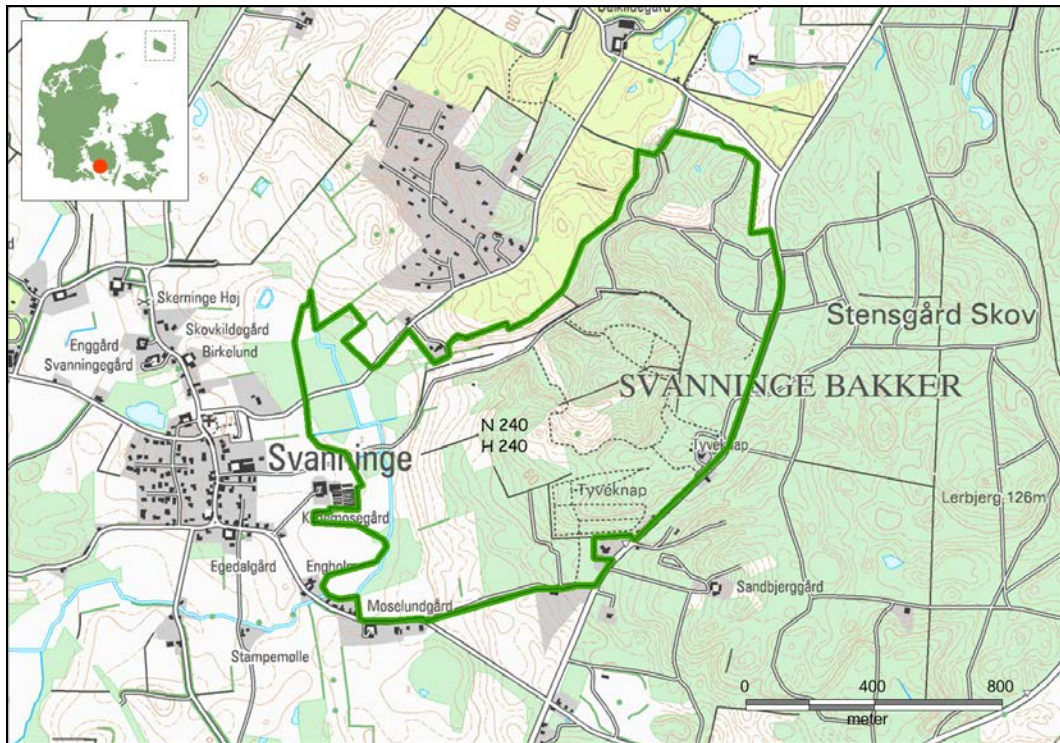 100
Skerninge Høj
Skovkildegård
Enggård
Birkelund
Svanningegård
Stensgård Skov
SVANNINGE BAKKER
N 240
H 240
Svanninge
Tyveknap
Tyveknap
Lerbjerg 126m
Egedalgård
Engholm
Moselundgård
Sandbjerggård
Stampemølle
0 400 800
meter